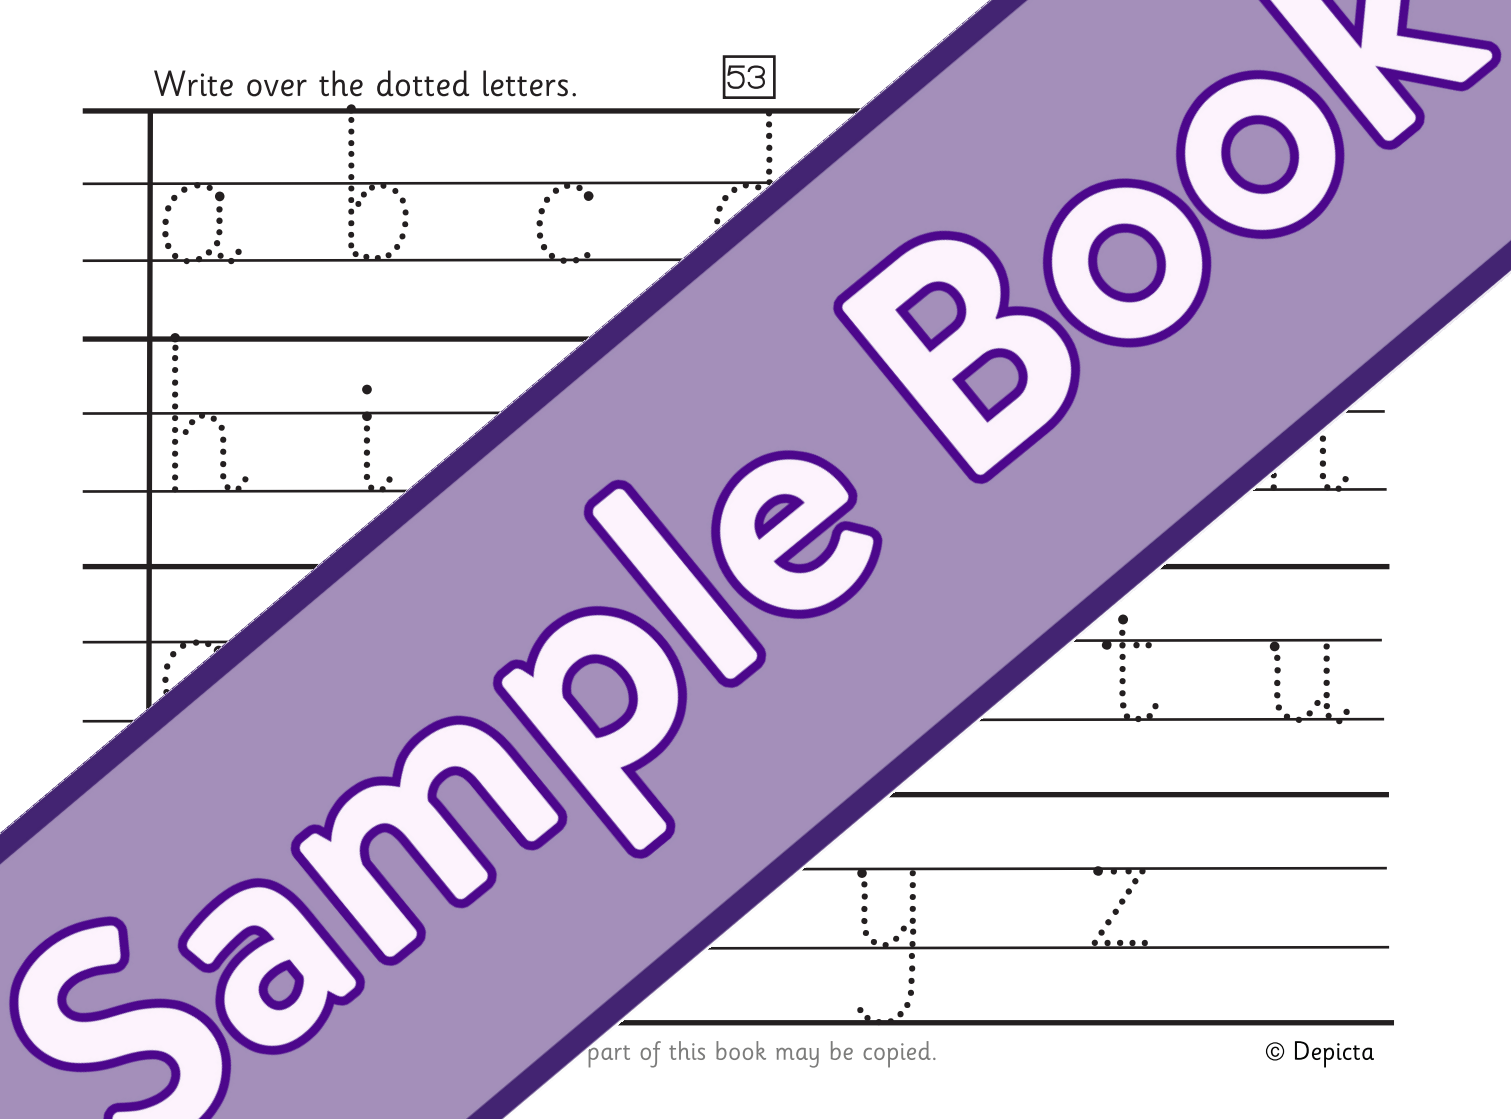 Write over the dotted letters. 53
a b c d
h i n
t u
y z
part of this book may be copied. © Depicta
Sample Book